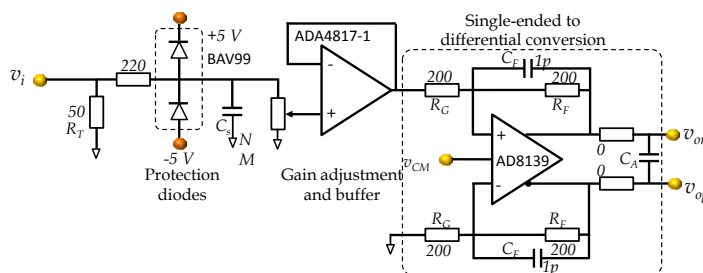 Single-ended to
differential conversion
+5 V
BAV99
ADA4817-1
C_F 1p
v_i
220
200
R_G
200
R_F
50
R_T
C_s
N
M
-
+
+
-
AD8139
v_CM
0
0
C_A
v_on
v_op
-5 V
Protection
diodes
Gain adjustment
and buffer
R_G
200
R_F
200
C_F
1p